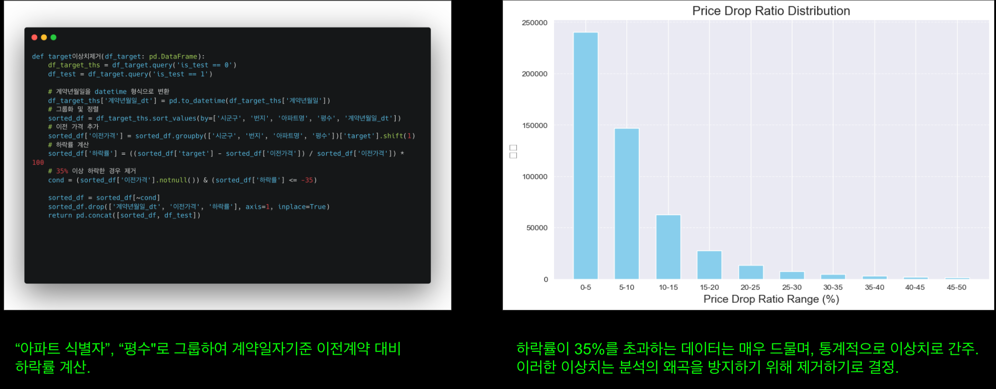 def target이상치제거(df_target: pd.DataFrame):
df_target_ths = df_target.query('is_test == 0')
df_test = df_target.query('is_test == 1')
# 계약년월일을 datetime 형식으로 변환
df_target_ths['계약년월일_dt'] = pd.to_datetime(df_target_ths['계약년월일'])
# 그룹화 및 정렬
sorted_df = df_target_ths.sort_values(by=['시군구', '번지', '아파트명', '평수', '계약년월일_dt'])
# 이전 가격 추가
sorted_df['이전가격'] = sorted_df.groupby(['시군구', '번지', '아파트명', '평수'])['target'].shift(1)
# 하락률 계산
sorted_df['하락률'] = ((sorted_df['target'] - sorted_df['이전가격']) / sorted_df['이전가격']) *
100
# 35% 이상 하락한 경우 제거
cond = (sorted_df['이전가격'].notnull()) & (sorted_df['하락률'] <= -35)
sorted_df = sorted_df[~cond]
sorted_df.drop(['계약년월일_dt', '이전가격', '하락률'], axis=1, inplace=True)
return pd.concat([sorted_df, df_test])
“아파트 식별자”, “평수"로 그룹하여 계약일자기준 이전계약 대비
하락률 계산.
Price Drop Ratio Distribution
250000
200000
150000
100000
50000
0
0-5 5-10 10-15 15-20 20-25 25-30 30-35 35-40 40-45 45-50
Price Drop Ratio Range (%)
하락률이 35%를 초과하는 데이터는 매우 드물며, 통계적으로 이상치로 간주.
이러한 이상치는 분석의 왜곡을 방지하기 위해 제거하기로 결정.